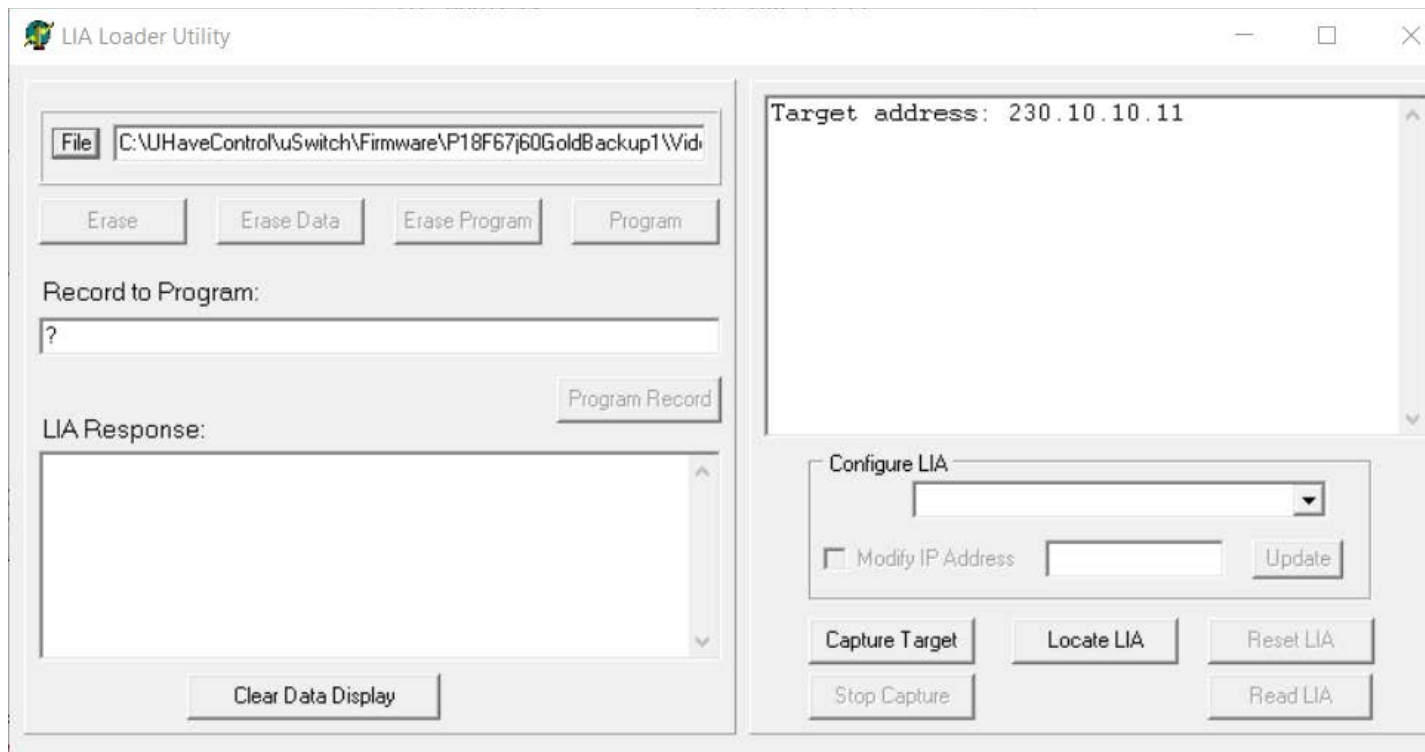 LIA Loader Utility
File C:\UHaveControl\uSwitch\Firmware\P18F67j60GoldBackup1\Vid
Erase Erase Data Erase Program Program
Record to Program:
?
Program Record
LIA Response:
Clear Data Display
Target address: 230.10.10.11
Configure LIA
Modify IP Address Update
Capture Target Locate LIA Reset LIA
Stop Capture Read LIA